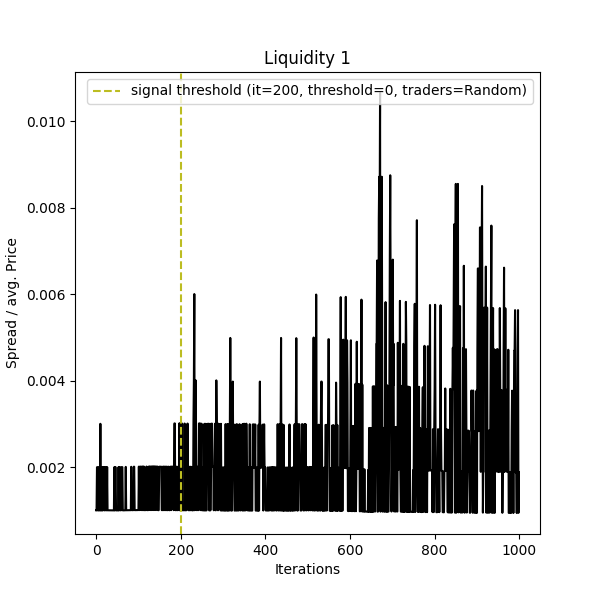 Liquidity 1
signal threshold (it=200, threshold=0, traders=Random)
0.010
0.008
0.006
0.004
0.002
Spread / avg. Price
0 200 400 600 800 1000
Iterations